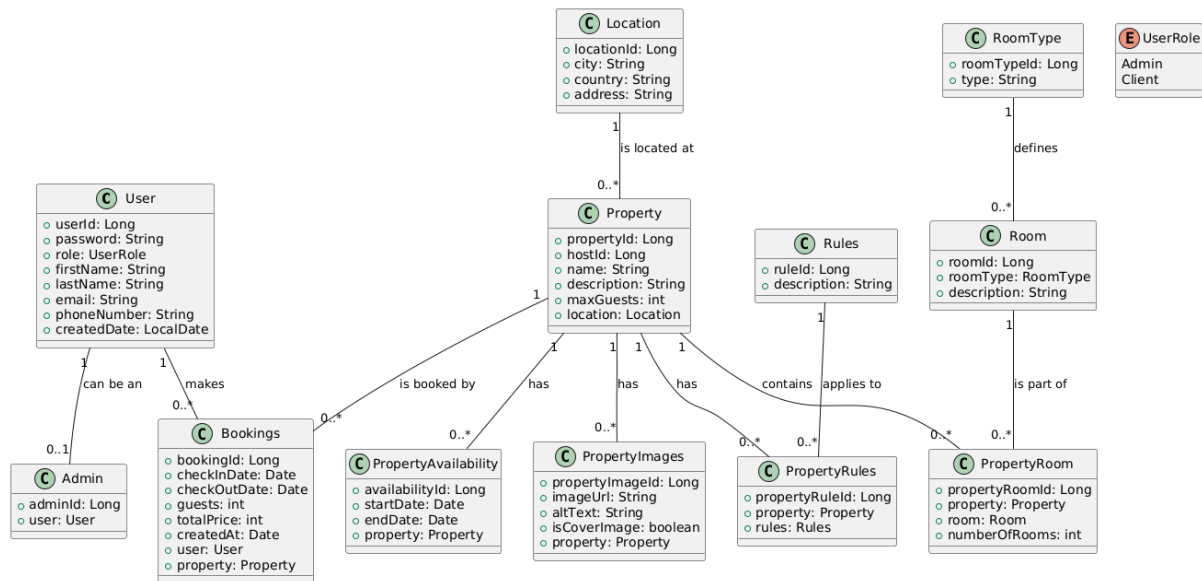 C Location
locationId: Long
city: String
country: String
address: String
C RoomType
roomTypeId: Long
type: String
E UserRole
Admin
Client
1
is located at
0..*
1
defines
0..*
C User
userId: Long
password: String
role: UserRole
firstName: String
lastName: String
email: String
phoneNumber: String
createdDate: LocalDate
C Property
propertyId: Long
hostId: Long
name: String
description: String
maxGuests: int
location: Location
C Rules
ruleId: Long
description: String
C Room
roomId: Long
roomType: RoomType
description: String
1
can be an
0..1
1
makes
0..*
1
is booked by
0..*
1
has
0..*
1
has
0..*
1
has
0..*
1
contains
0..*
1
applies to
0..*
1
is part of
0..*
C Admin
adminId: Long
user: User
C Bookings
bookingId: Long
checkInDate: Date
checkOutDate: Date
guests: int
totalPrice: int
createdAt: Date
user: User
property: Property
C PropertyAvailability
availabilityId: Long
startDate: Date
endDate: Date
property: Property
C PropertyImages
propertyImageId: Long
imageUrl: String
altText: String
isCoverImage: boolean
property: Property
C PropertyRules
propertyRuleId: Long
property: Property
rules: Rules
C PropertyRoom
propertyRoomId: Long
property: Property
room: Room
numberOfRooms: int